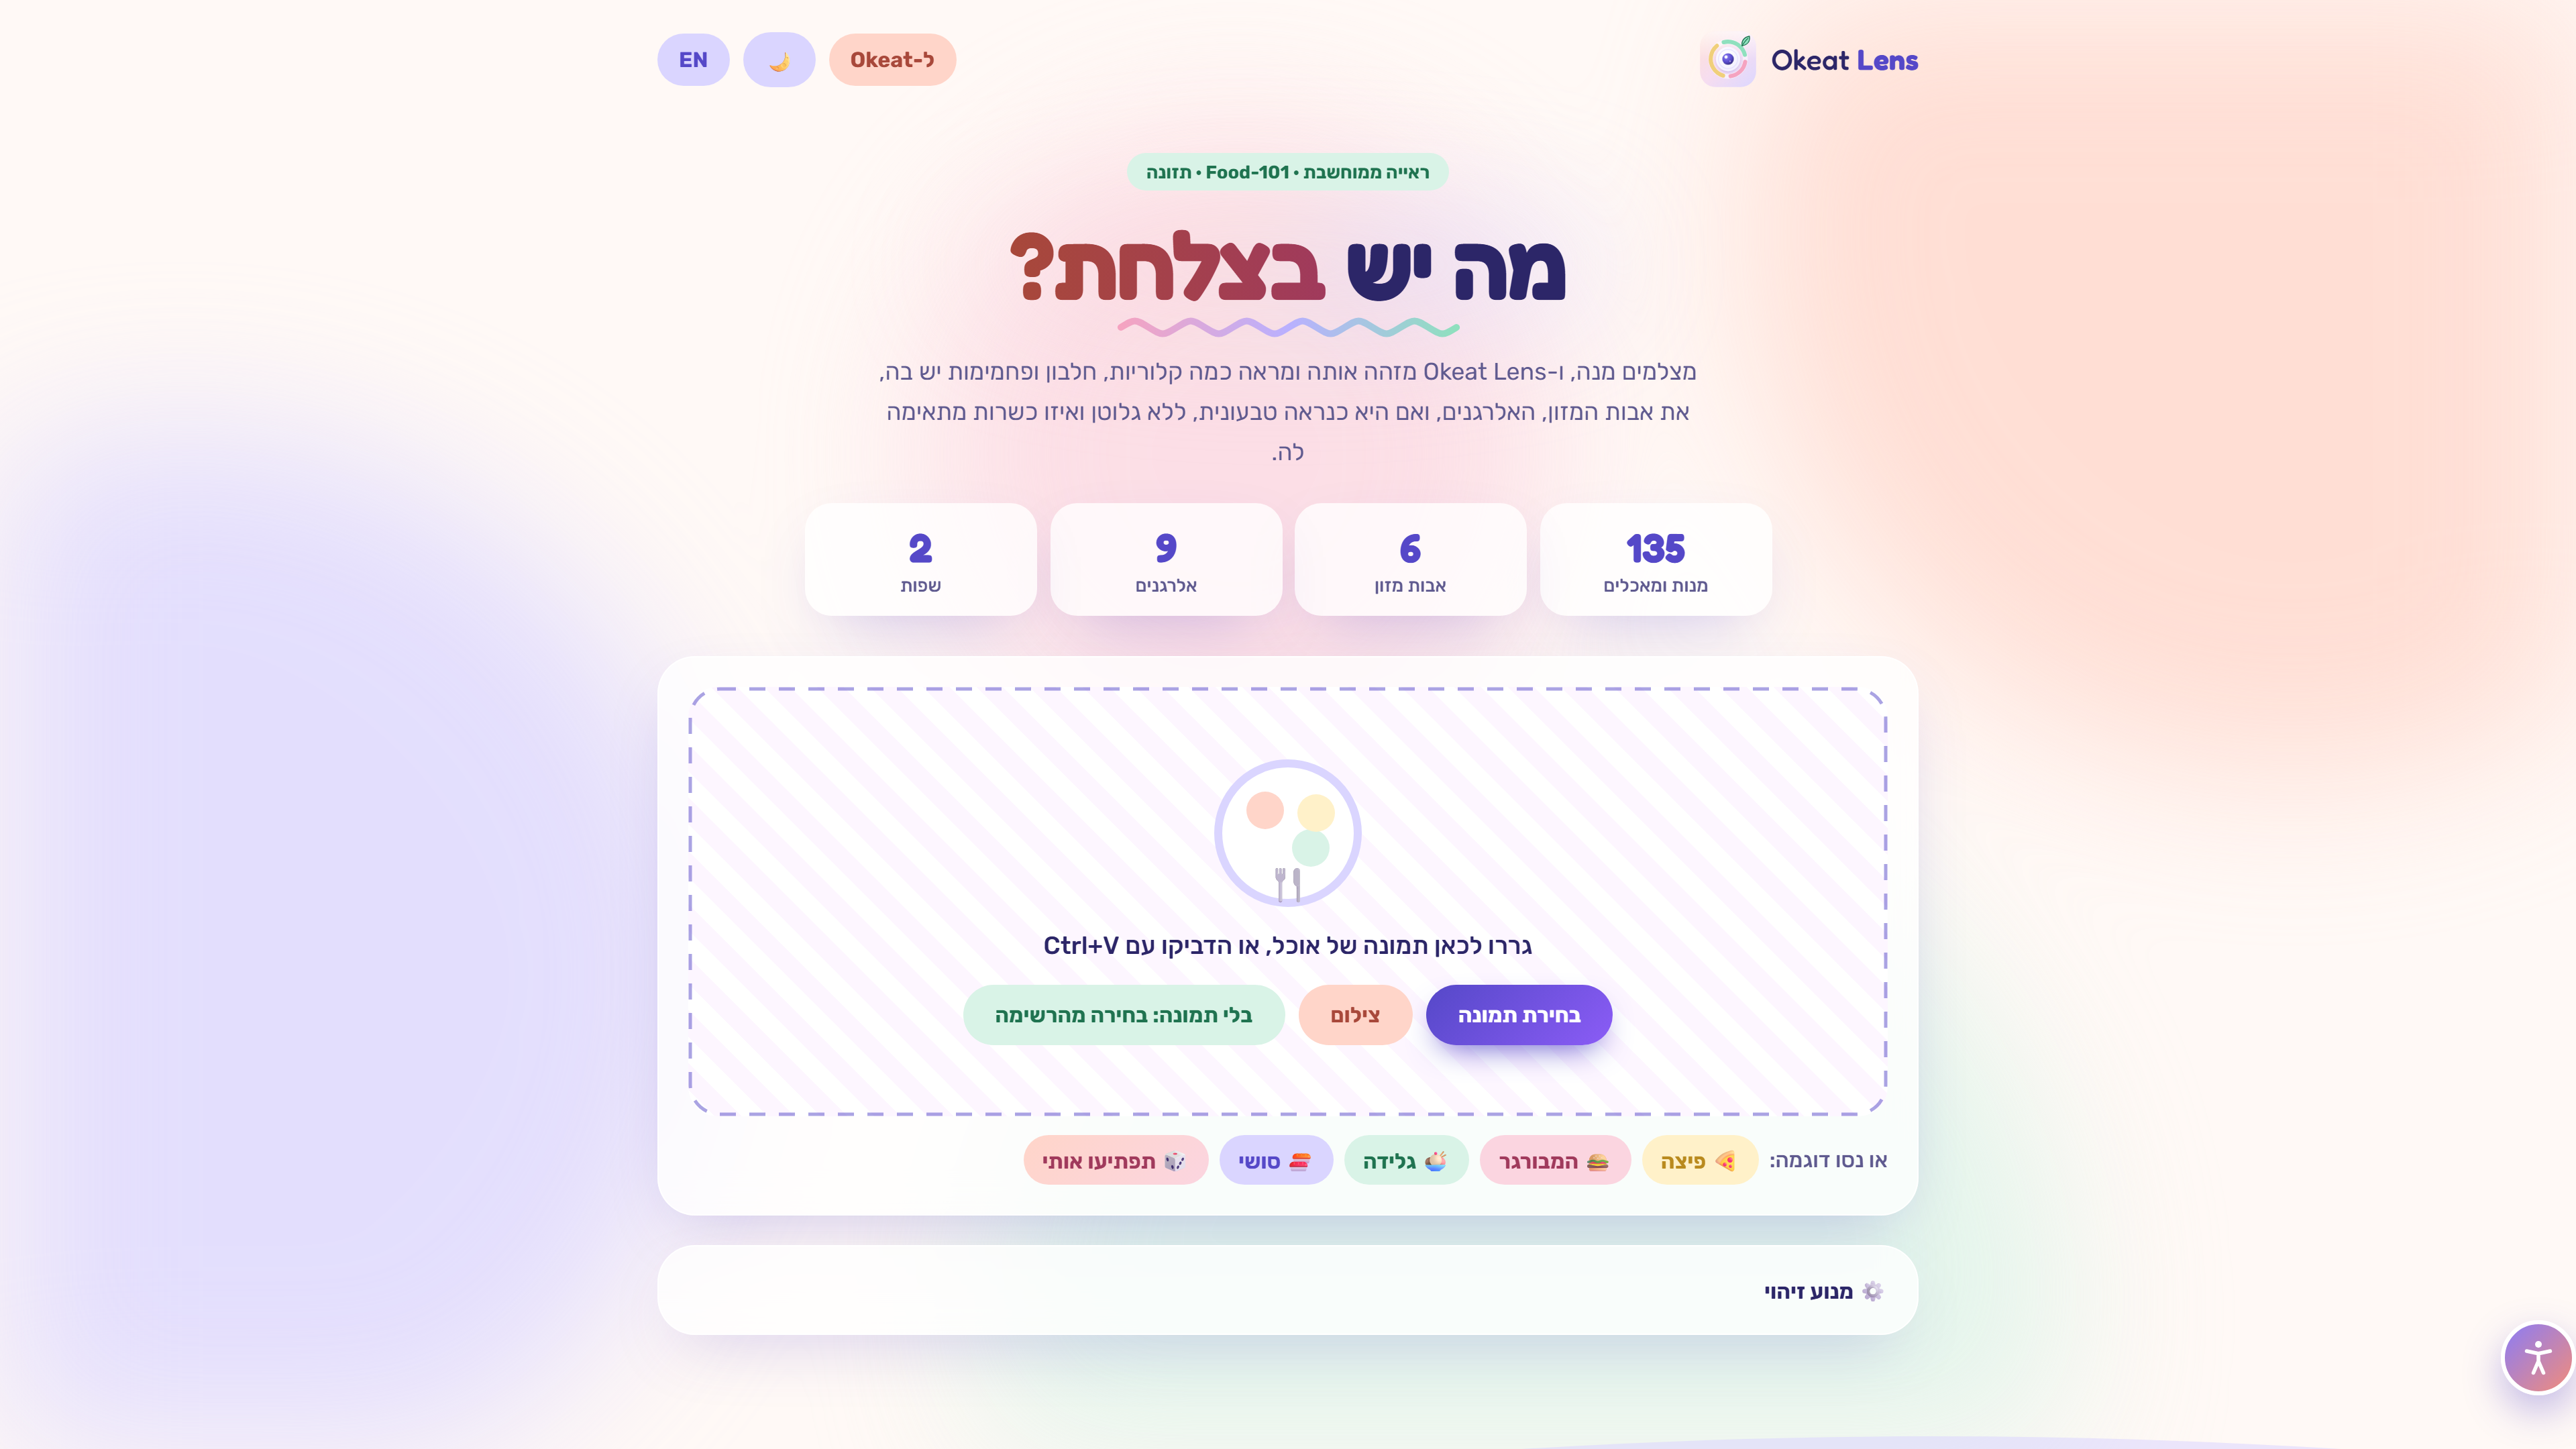 Okeat Lens
ל-Okeat
EN
ראייה ממוחשבת • Food-101 • תזונה
מה יש בצלחת?
מצלמים מנה, ו-Okeat Lens מזהה אותה ומראה כמה קלוריות, חלבון ופחמימות יש בה,
את אבות המזון, האלרגנים, ואם היא כנראה טבעונית, ללא גלוטן ואיזו כשרות מתאימה
לה.
135
מנות ומאכלים
6
אבות מזון
9
אלרגנים
2
שפות
גררו לכאן תמונה של אוכל, או הדביקו עם Ctrl+V
בחירת תמונה
צילום
בלי תמונה: בחירה מהרשימה
או נסו דוגמה:
פיצה
המבורגר
גלידה
סושי
תפתיעו אותי
מנוע זיהוי